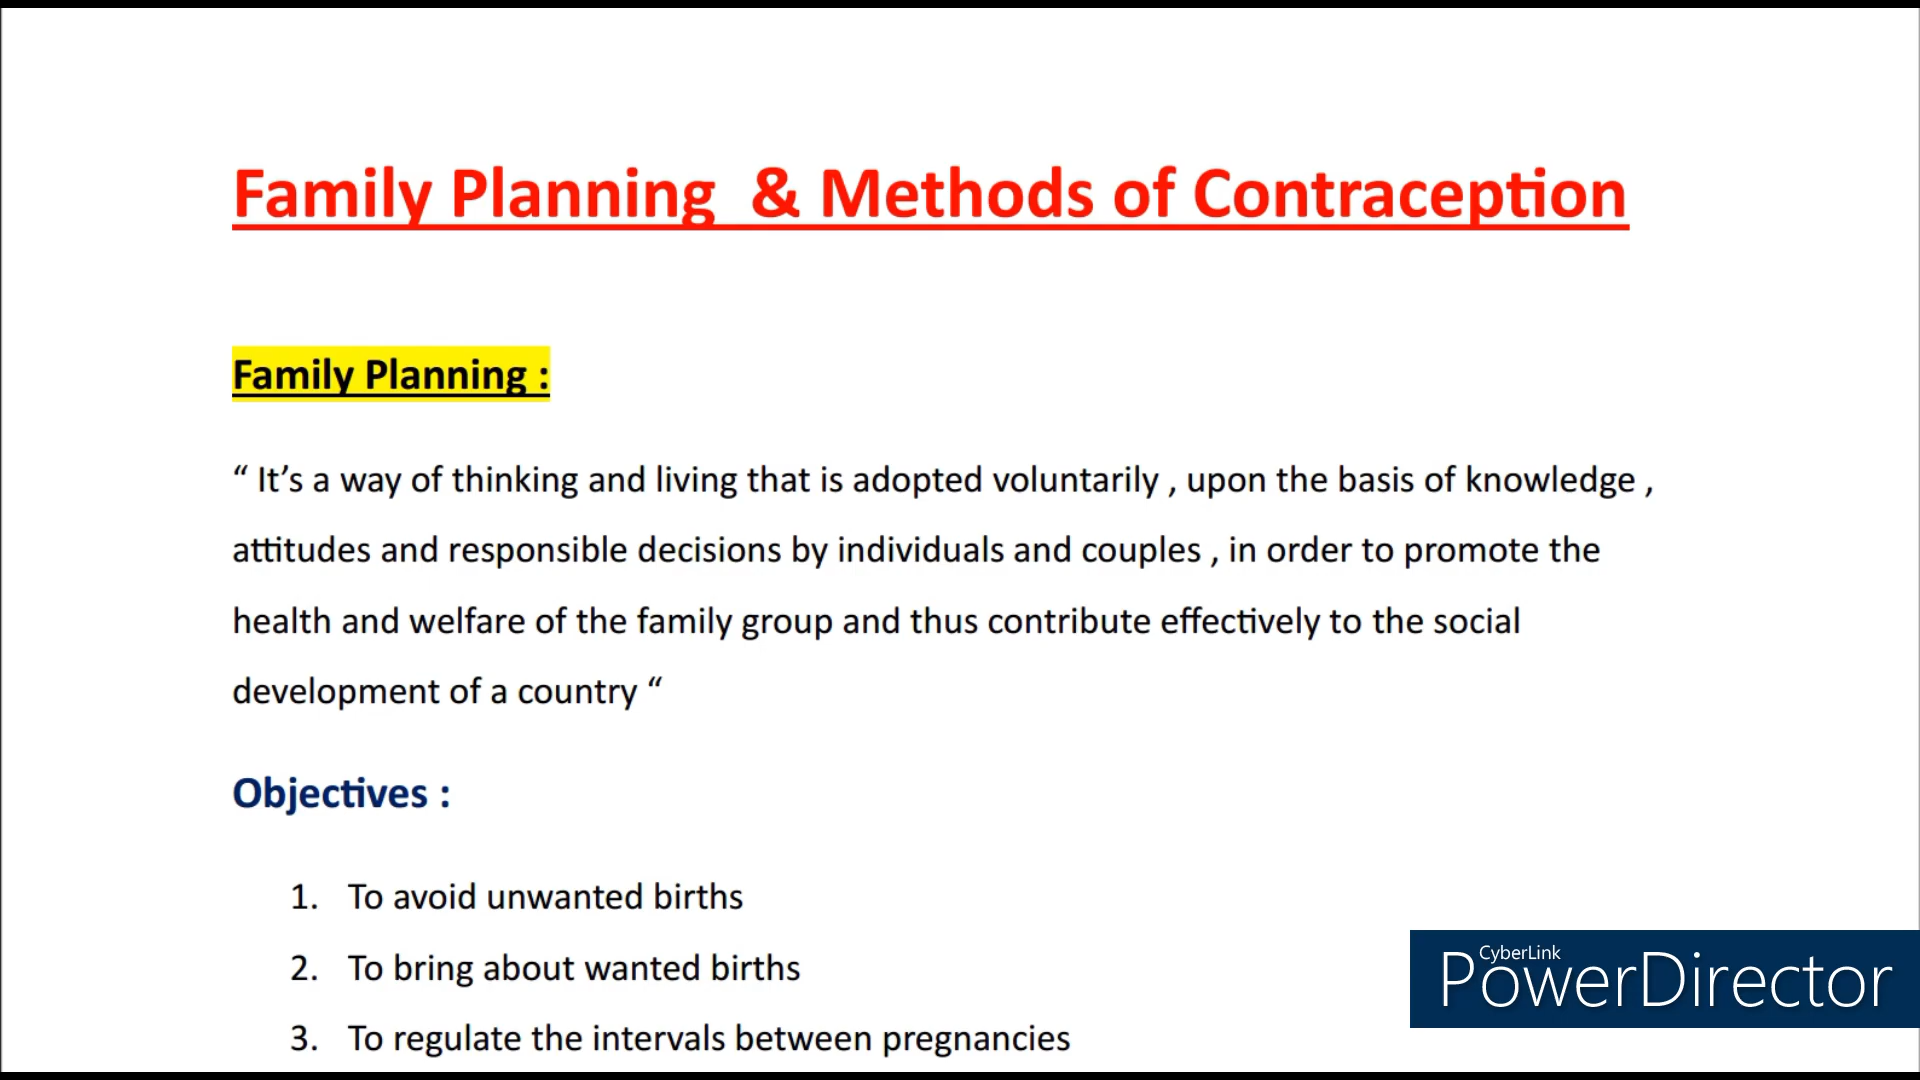 Family Planning  & Methods of Contraception
Family Planning :
“ It’s a way of thinking and living that is adopted voluntarily , upon the basis of knowledge ,
attitudes and responsible decisions by individuals and couples , in order to promote the
health and welfare of the family group and thus contribute effectively to the social
development of a country “
Objectives :
1. To avoid unwanted births
2. To bring about wanted births
3. To regulate the intervals between pregnancies
CyberLink
PowerDirector